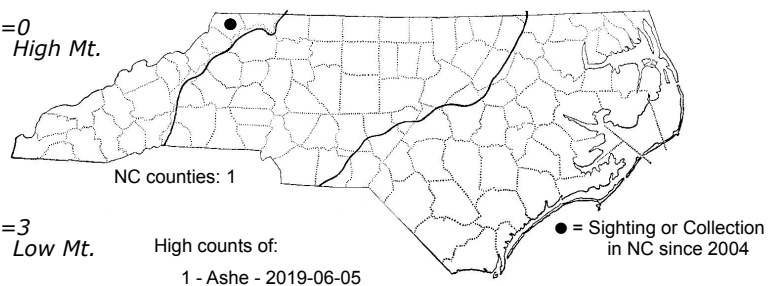 =0
High Mt.
NC counties: 1
=3
Low Mt.
High counts of:
1 - Ashe - 2019-06-05
● = Sighting or Collection
in NC since 2004